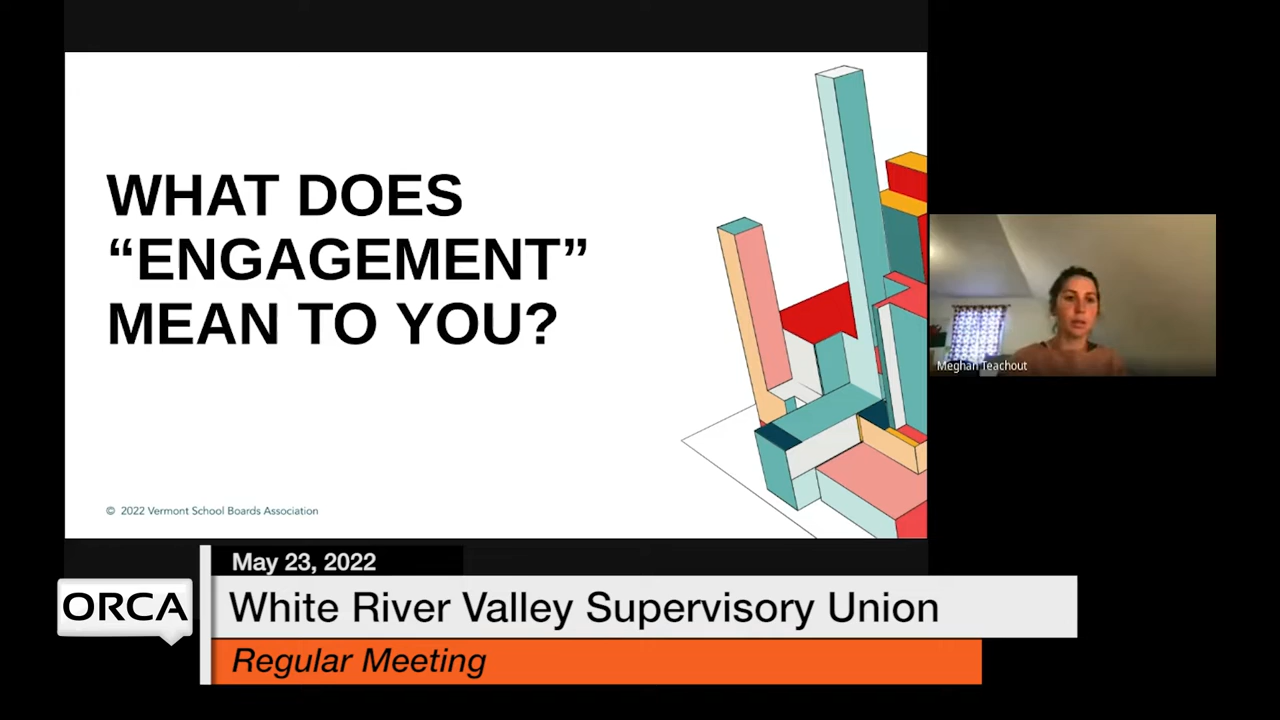 WHAT DOES
“ENGAGEMENT”
MEAN TO YOU?
© 2022 Vermont School Boards Association
Meghan Teachout
May 23, 2022
ORCA
White River Valley Supervisory Union
Regular Meeting